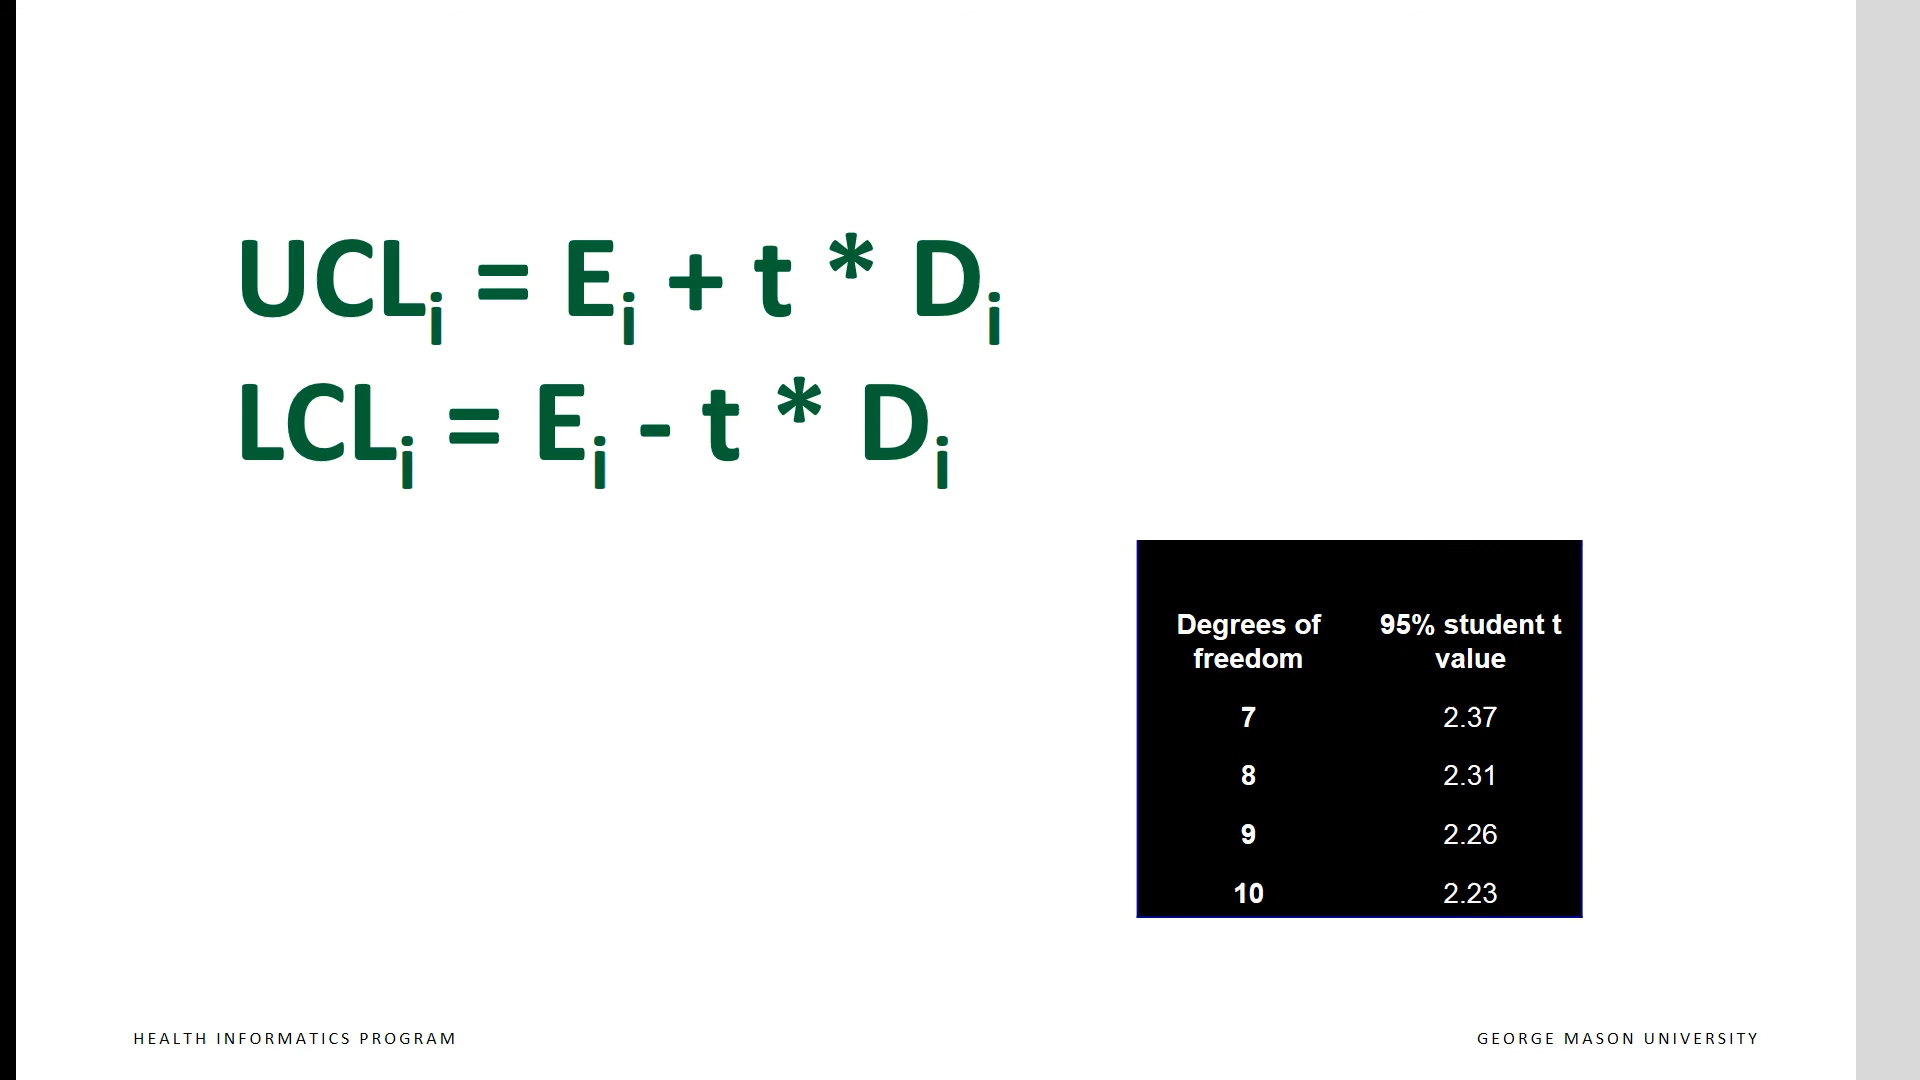 UCLi = Ei + t * Di
LCLi = Ei - t * Di
Degrees of freedom 95% student t value
7 2.37
8 2.31
9 2.26
10 2.23
HEALTH INFORMATICS PROGRAM
GEORGE MASON UNIVERSITY